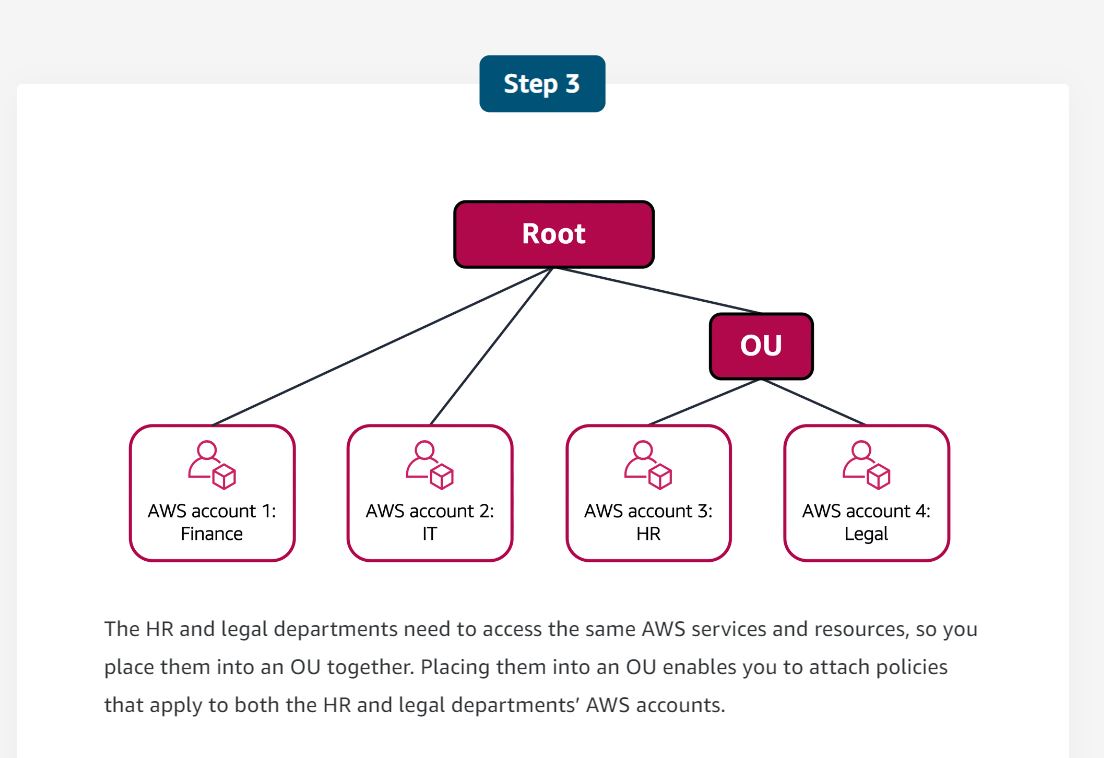 Step 3
Root
OU
AWS account 1:
Finance
AWS account 2:
IT
AWS account 3:
HR
AWS account 4:
Legal
The HR and legal departments need to access the same AWS services and resources, so you
place them into an OU together. Placing them into an OU enables you to attach policies
that apply to both the HR and legal departments’ AWS accounts.